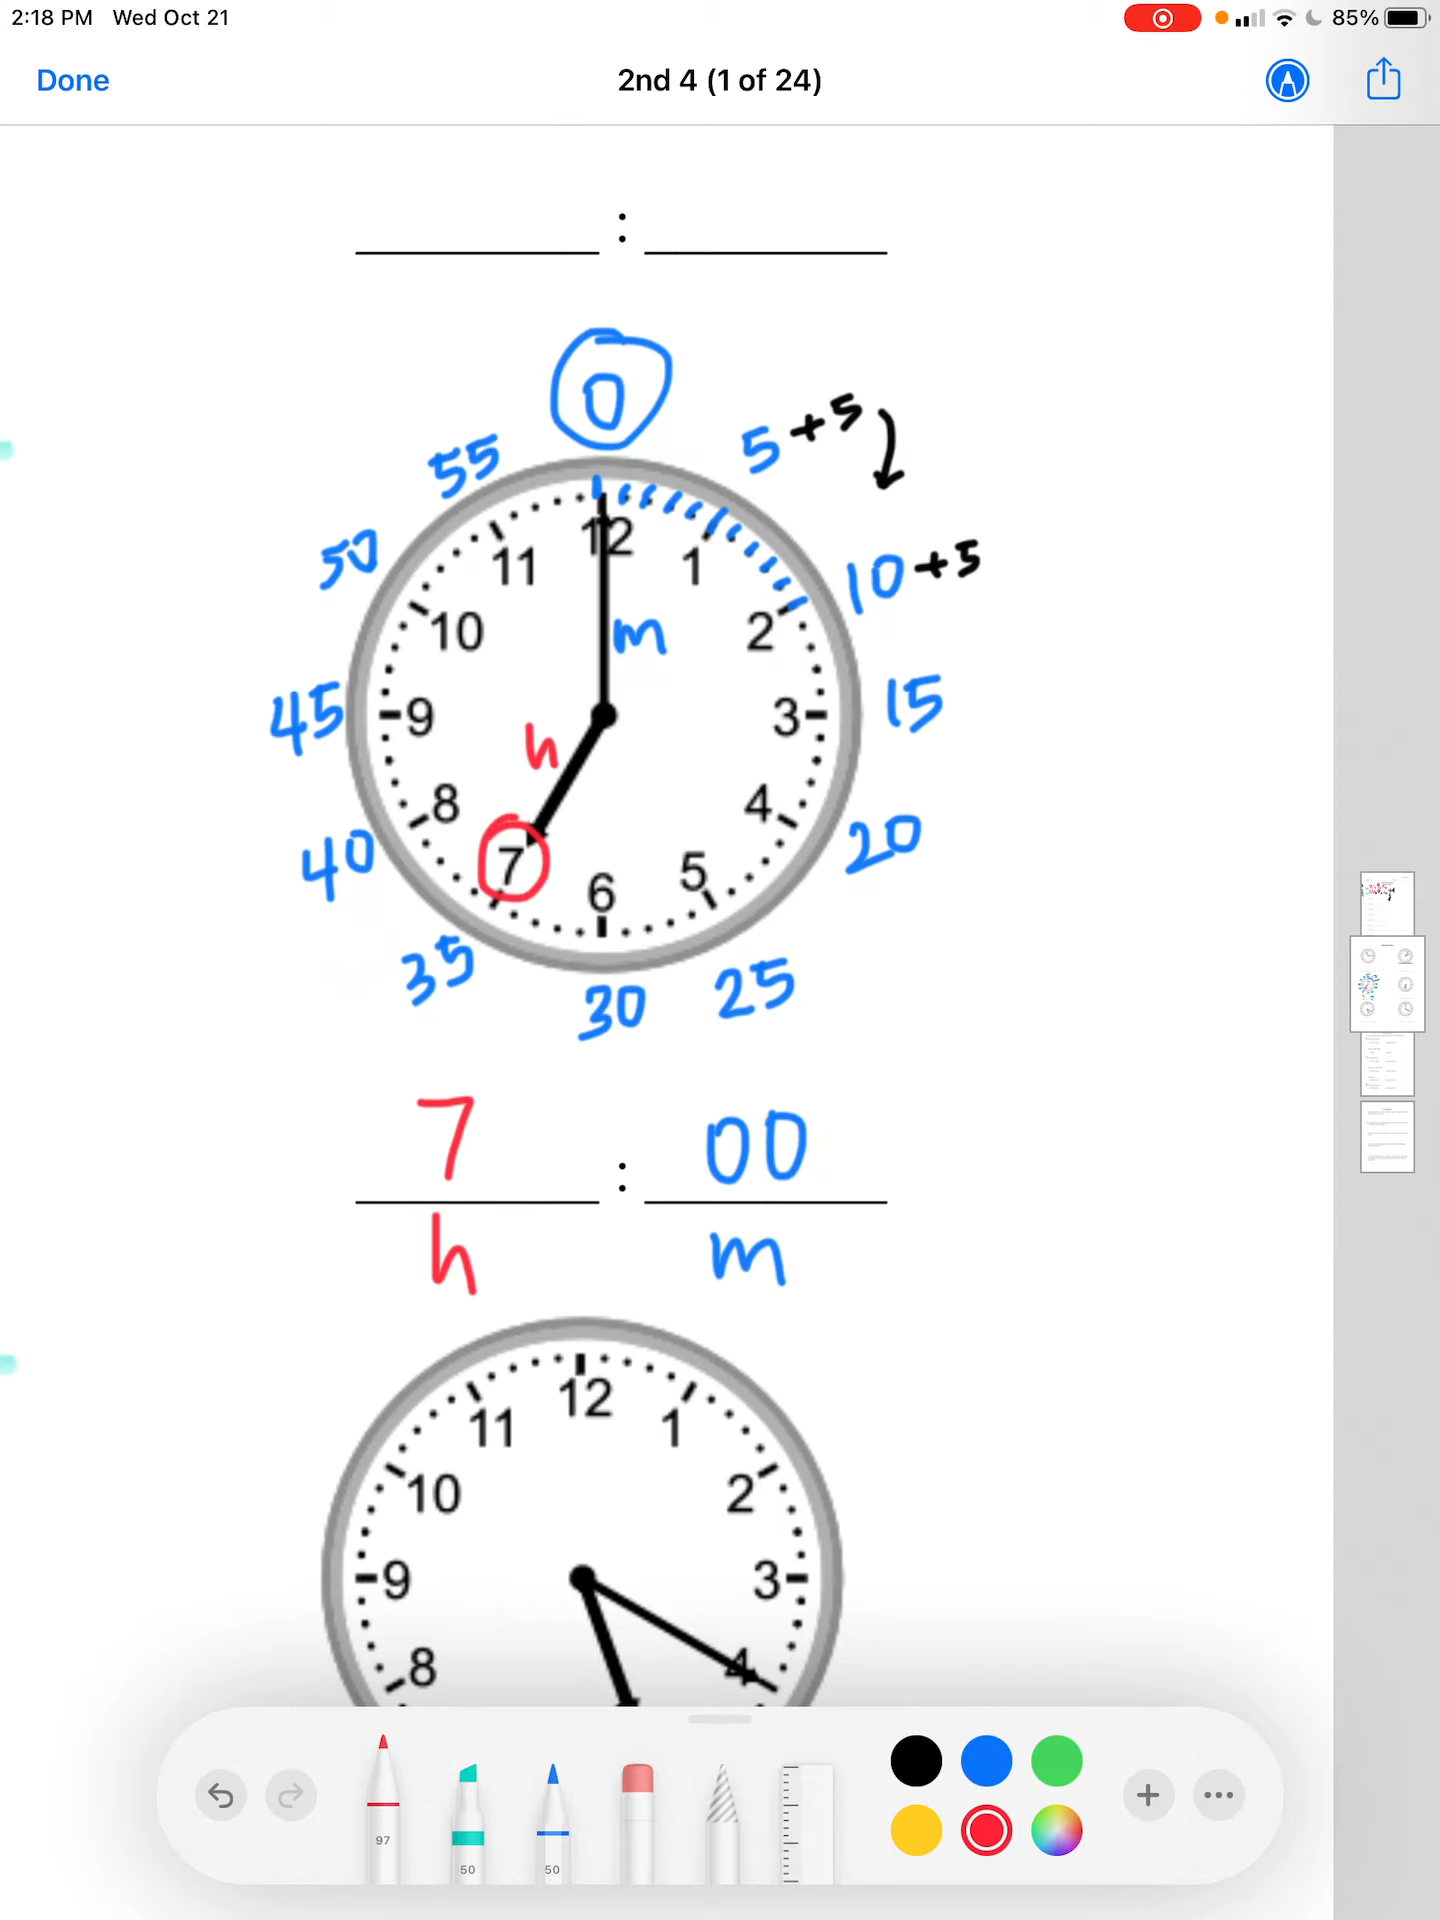 2:18 PM Wed Oct 21 85%
Done 2nd 4 (1 of 24)
:
0
55 5 +5
50 12 10 +5
11 1
10 m 2
45 9 3 15
h
8 4
40 7 5 20
6
35 25
30
7 : 00
h m
12
11 1
10 2
9 3
8 4
97 50 50